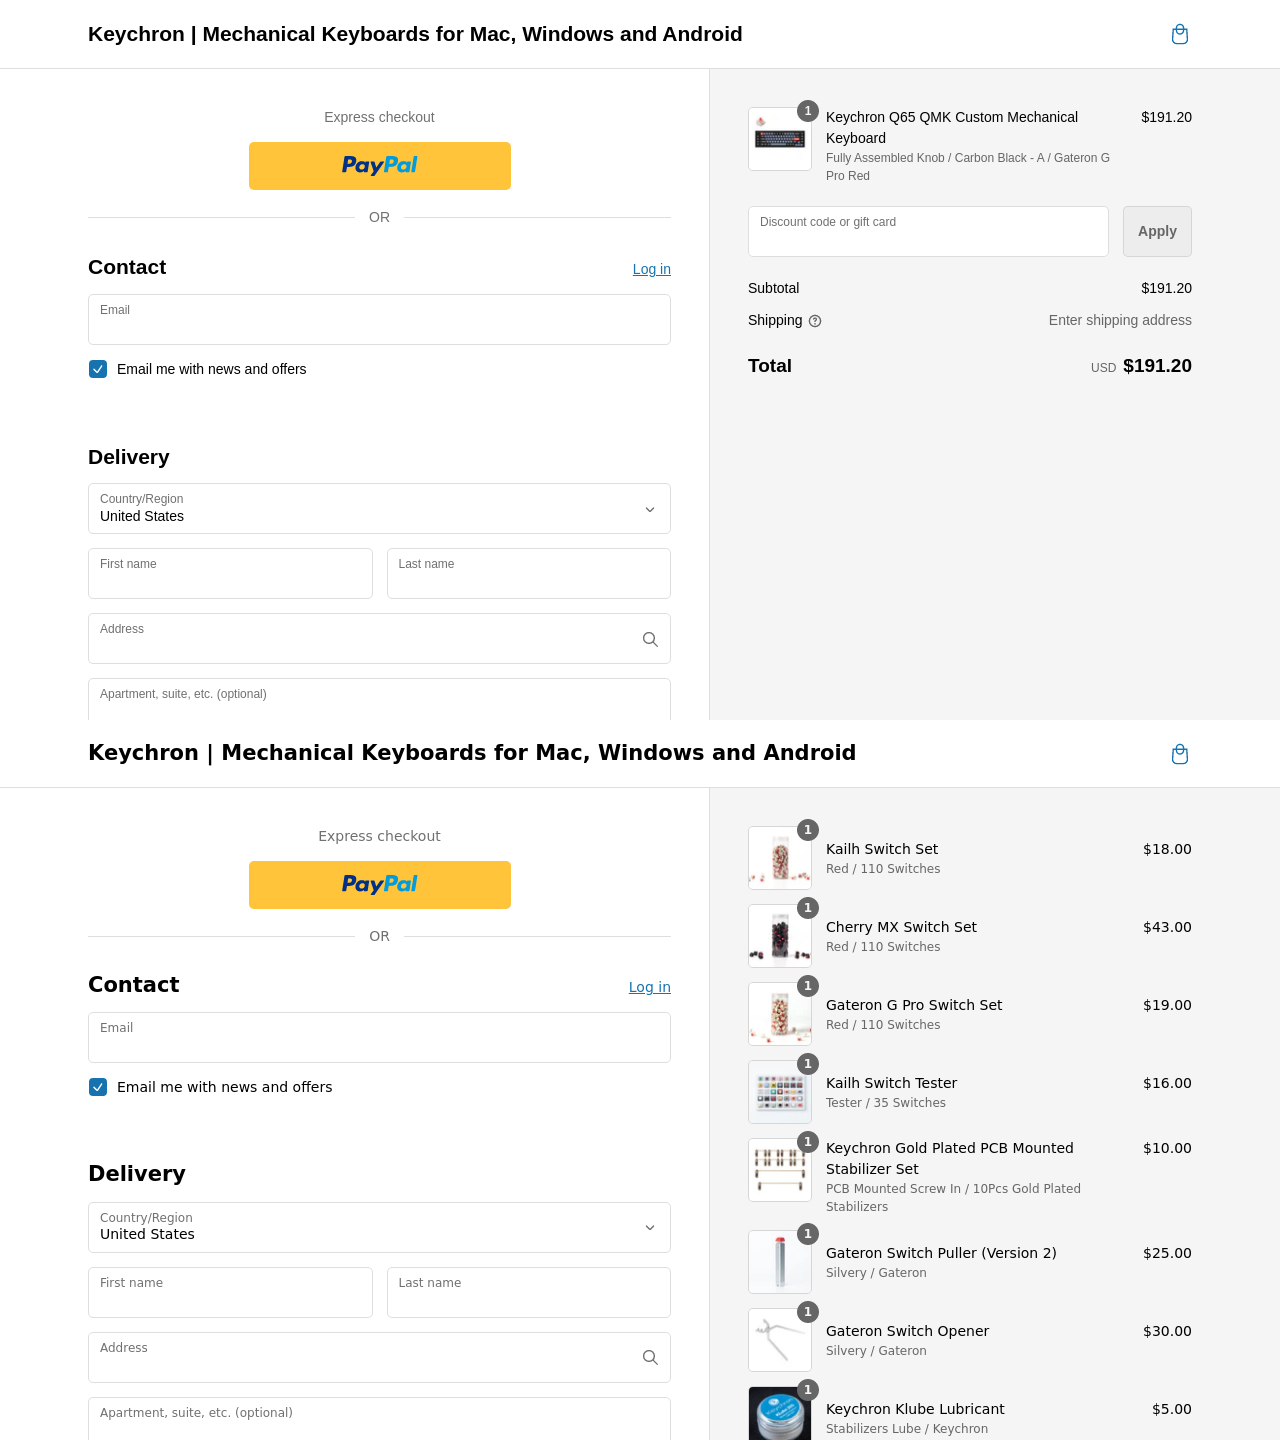 Keychron | Mechanical Keyboards for Mac, Windows and Android
Express checkout
PayPal
OR
Contact
Log in
Email
Email me with news and offers
Delivery
Country/Region
United States
First name
Last name
Address
Apartment, suite, etc. (optional)
1
Keychron Q65 QMK Custom Mechanical
Keyboard
$191.20
Fully Assembled Knob / Carbon Black - A / Gateron G
Pro Red
Discount code or gift card
Apply
Subtotal
$191.20
Shipping
Enter shipping address
Total
USD $191.20
Keychron | Mechanical Keyboards for Mac, Windows and Android
Express checkout
PayPal
OR
Contact
Log in
Email
Email me with news and offers
Delivery
Country/Region
United States
First name
Last name
Address
Apartment, suite, etc. (optional)
1
Kailh Switch Set
$18.00
Red / 110 Switches
1
Cherry MX Switch Set
$43.00
Red / 110 Switches
1
Gateron G Pro Switch Set
$19.00
Red / 110 Switches
1
Kailh Switch Tester
$16.00
Tester / 35 Switches
1
Keychron Gold Plated PCB Mounted
Stabilizer Set
$10.00
PCB Mounted Screw In / 10Pcs Gold Plated
Stabilizers
1
Gateron Switch Puller (Version 2)
$25.00
Silvery / Gateron
1
Gateron Switch Opener
$30.00
Silvery / Gateron
1
Keychron Klube Lubricant
$5.00
Stabilizers Lube / Keychron